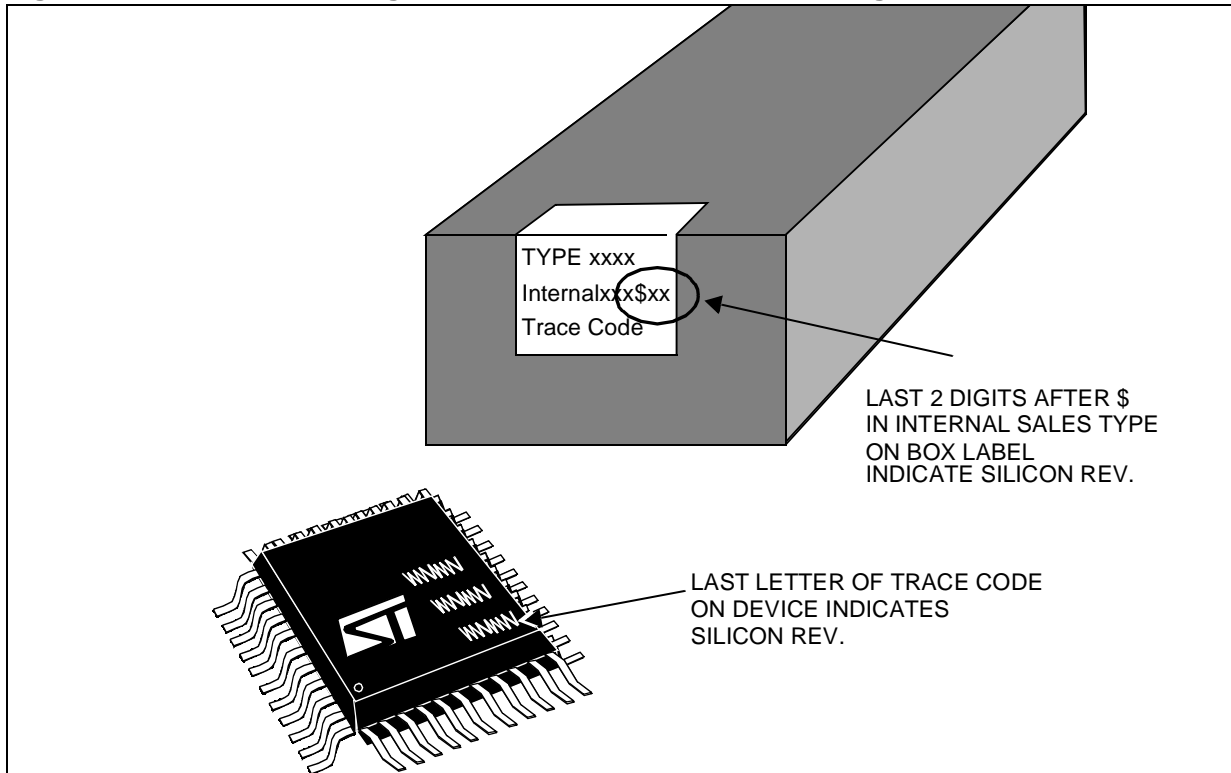 TYPE xxxx
Internalxxx$xx
Trace Code
LAST 2 DIGITS AFTER $
IN INTERNAL SALES TYPE
ON BOX LABEL
INDICATE SILICON REV.
LAST LETTER OF TRACE CODE
ON DEVICE INDICATES
SILICON REV.
ST